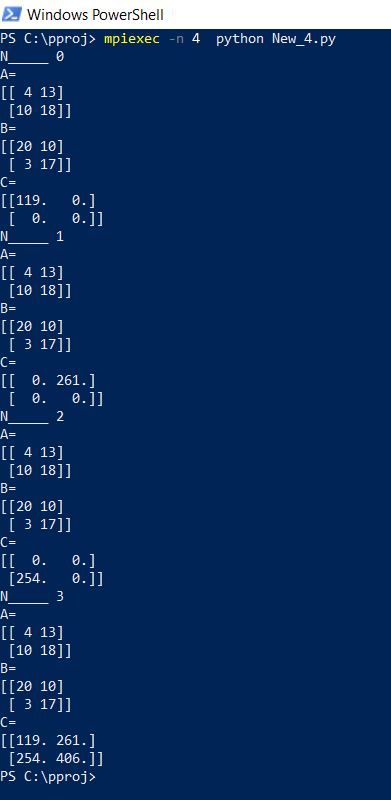 Windows PowerShell
PS C:\pproj> mpiexec -n 4  python New_4.py
N_____ 0
A=
[[ 4 13]
 [10 18]]
B=
[[20 10]
 [ 3 17]]
C=
[[119.   0.]
 [  0.   0.]]
N_____ 1
A=
[[ 4 13]
 [10 18]]
B=
[[20 10]
 [ 3 17]]
C=
[[  0. 261.]
 [  0.   0.]]
N_____ 2
A=
[[ 4 13]
 [10 18]]
B=
[[20 10]
 [ 3 17]]
C=
[[  0.   0.]
 [254.   0.]]
N_____ 3
A=
[[ 4 13]
 [10 18]]
B=
[[20 10]
 [ 3 17]]
C=
[[119. 261.]
 [254. 406.]]
PS C:\pproj>